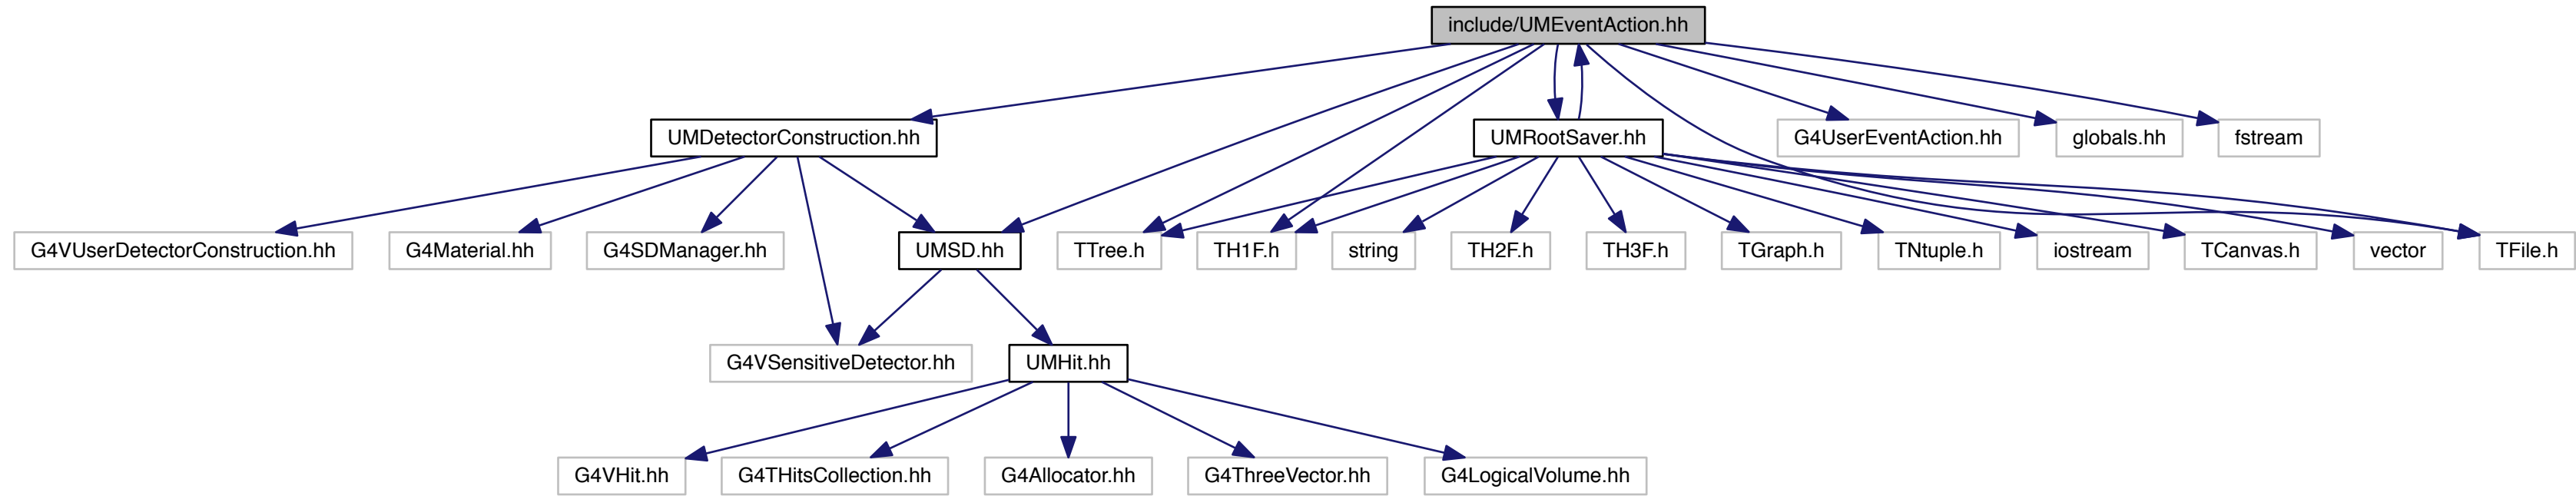 include/UMEventAction.hh
UMDetectorConstruction.hh
UMRootSaver.hh
G4UserEventAction.hh
globals.hh
fstream
G4VUserDetectorConstruction.hh
G4Material.hh
G4SDManager.hh
UMSD.hh
TTree.h
TH1F.h
string
TH2F.h
TH3F.h
TGraph.h
TNtuple.h
iostream
TCanvas.h
vector
TFile.h
G4VSensitiveDetector.hh
UMHit.hh
G4VHit.hh
G4THitsCollection.hh
G4Allocator.hh
G4ThreeVector.hh
G4LogicalVolume.hh